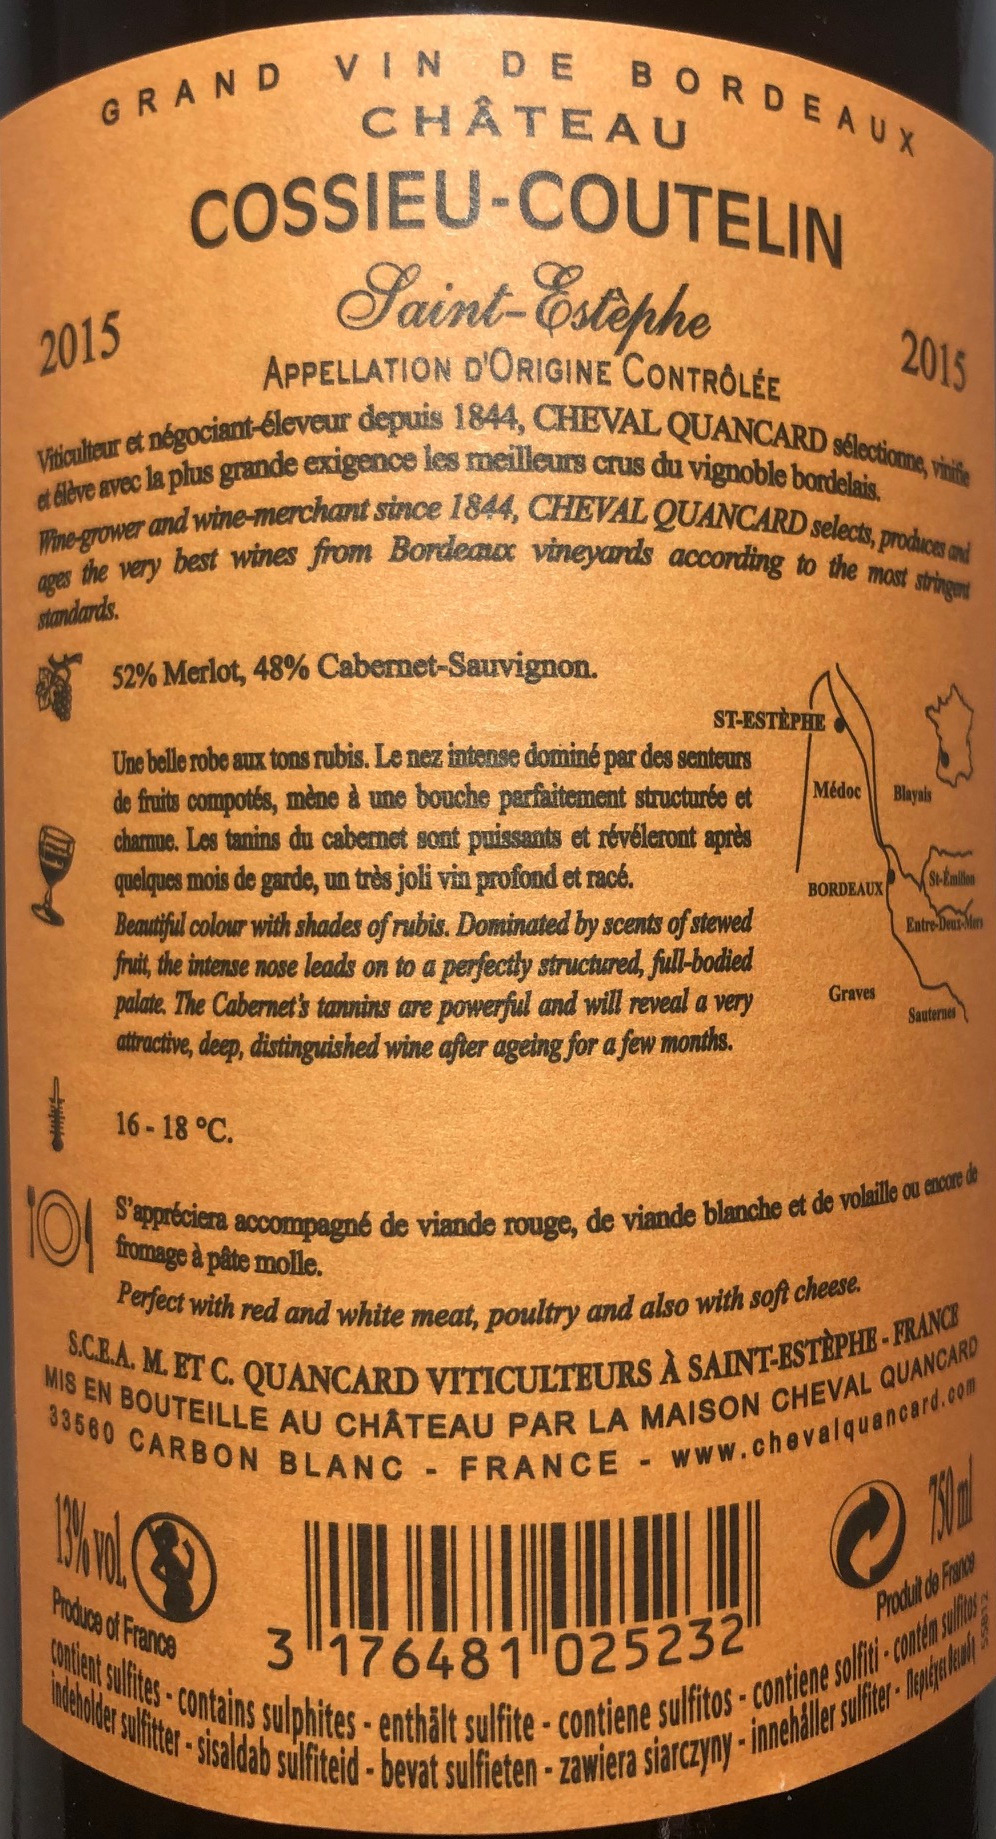 GRAND VIN DE BORDEAUX
CHÂTEAU
COSSIEU-COUTELIN
Saint-Estèphe
2015
2015
APPELLATION D'ORIGINE CONTRÔLÉE
Viticulteur et négociant-éleveur depuis 1844, CHEVAL QUANCARD sélectionne, vinifie
et élève avec la plus grande exigence les meilleurs crus du vignoble bordelais.
Wine-grower and wine-merchant since 1844, CHEVAL QUANCARD selects, produces and
ages the very best wines from Bordeaux vineyards according to the most stringent
standards.
52% Merlot, 48% Cabernet-Sauvignon.
ST-ESTÈPHE
Médoc
Blayais
BORDEAUX
St-Émilion
Entre-Deux-Mers
Graves
Sauternes
Une belle robe aux tons rubis. Le nez intense dominé par des senteurs
de fruits compotés, mène à une bouche parfaitement structurée et
charnue. Les tanins du cabernet sont puissants et révéleront après
quelques mois de garde, un très joli vin profond et racé.
Beautiful colour with shades of rubis. Dominated by scents of stewed
fruit, the intense nose leads on to a perfectly structured, full-bodied
palate. The Cabernet's tannins are powerful and will reveal a very
attractive, deep, distinguished wine after ageing for a few months.
16 - 18 °C.
S'appréciera accompagné de viande rouge, de viande blanche et de volaille ou encore de
fromage à pâte molle.
Perfect with red and white meat, poultry and also with soft cheese.
S.C.E.A. M. ET C. QUANCARD VITICULTEURS À SAINT-ESTÈPHE - FRANCE
MIS EN BOUTEILLE AU CHÂTEAU PAR LA MAISON CHEVAL QUANCARD
33560 CARBON BLANC - FRANCE - www.chevalquancard.com
13% vol.
750 ml
Produce of France
Produit de France
3 176481 025232
55B12
contient sulfites - contains sulphites - enthält sulfite - contiene sulfitos - contiene solfiti - contém sulfitos
indeholder sulfitter - sisaldab sulfiteid - bevat sulfieten - zawiera siarczyny - innehåller sulfiter - Περιέχει θειώδη